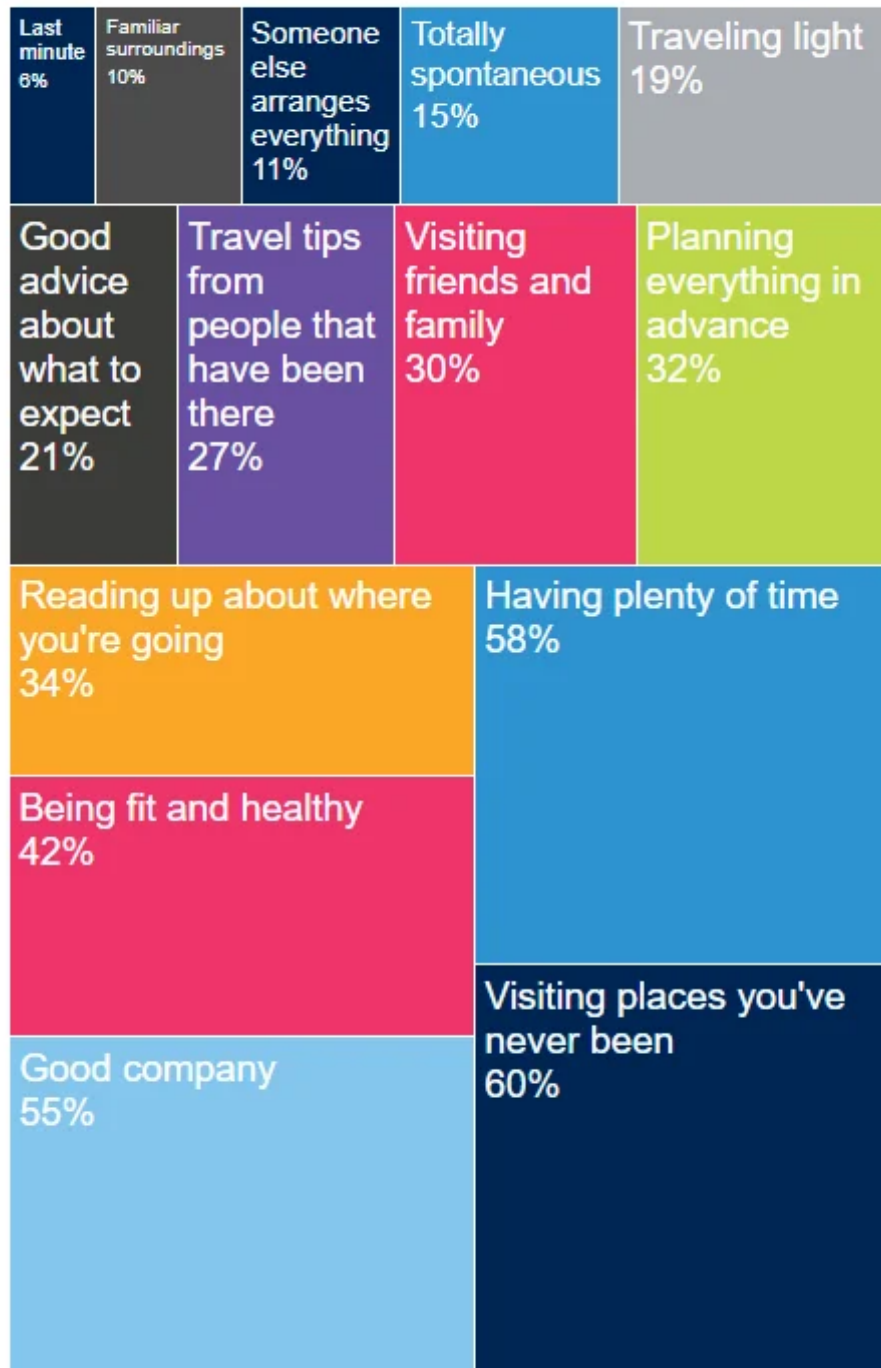 Last
minute
6%
Familiar
surroundings
10%
Someone
else
arranges
everything
11%
Totally
spontaneous
15%
Traveling light
19%
Good
advice
about
what to
expect
21%
Travel tips
from
people that
have been
there
27%
Visiting
friends and
family
30%
Planning
everything in
advance
32%
Reading up about where
you're going
34%
Having plenty of time
58%
Being fit and healthy
42%
Visiting places you've
never been
60%
Good company
55%